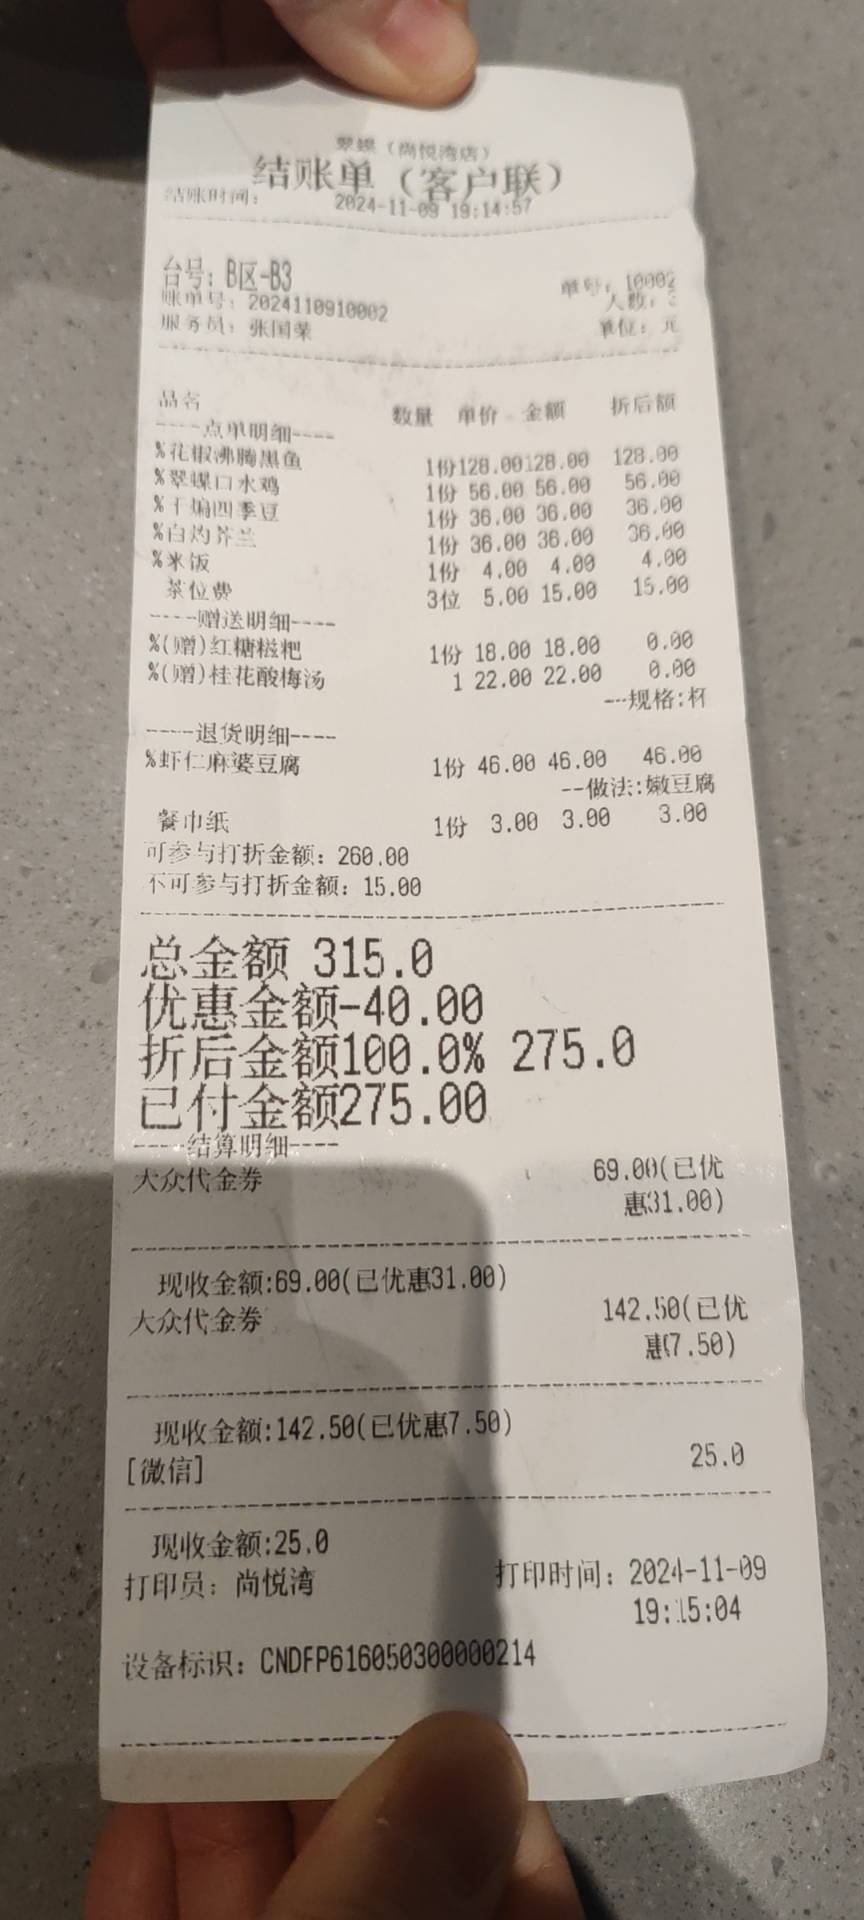 翠蝶（尚悦湾店）
结账单（客户联）
结账时间： 2024-11-09 19:14:57
台号：B区-B3 单号：10002
账单号：2024110910002 人数：
服务员：张国荣 单位：元
品名 数量 单价 金额 折后额
----点单明细----
%花椒沸腾黑鱼 1份 128.00 128.00 128.00
%翠蝶口水鸡 1份 56.00 56.00 56.00
%干煸四季豆 1份 36.00 36.00 36.00
%白灼芥兰 1份 36.00 36.00 36.00
%米饭 1份 4.00 4.00 4.00
茶位费 3位 5.00 15.00 15.00
----赠送明细----
%(赠)红糖糍粑 1份 18.00 18.00 0.00
%(赠)桂花酸梅汤 1 22.00 22.00 0.00
---规格:杯
----退货明细----
%虾仁麻婆豆腐 1份 46.00 46.00 46.00
--做法:嫩豆腐
餐巾纸 1份 3.00 3.00 3.00
可参与打折金额：260.00
不可参与打折金额：15.00
总金额 315.0
优惠金额-40.00
折后金额100.0% 275.0
已付金额275.00
----结算明细----
大众代金券 69.00(已优
惠31.00)
现收金额:69.00(已优惠31.00)
大众代金券 142.50(已优
惠7.50)
现收金额:142.50(已优惠7.50)
[微信] 25.0
现收金额:25.0
打印员：尚悦湾 打印时间：2024-11-09
19:15:04
设备标识：CNDFP616050300000214